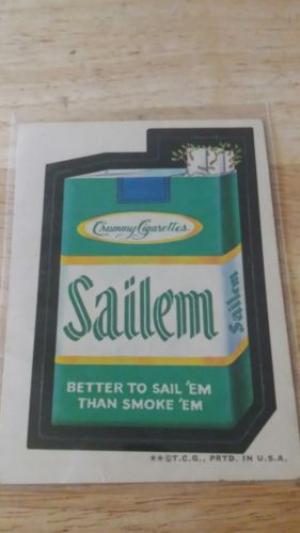 Crummy Cigarettes
Sailem
Sailem
BETTER TO SAIL 'EM
THAN SMOKE 'EM
**©T.C.G., PRTD. IN U.S.A.